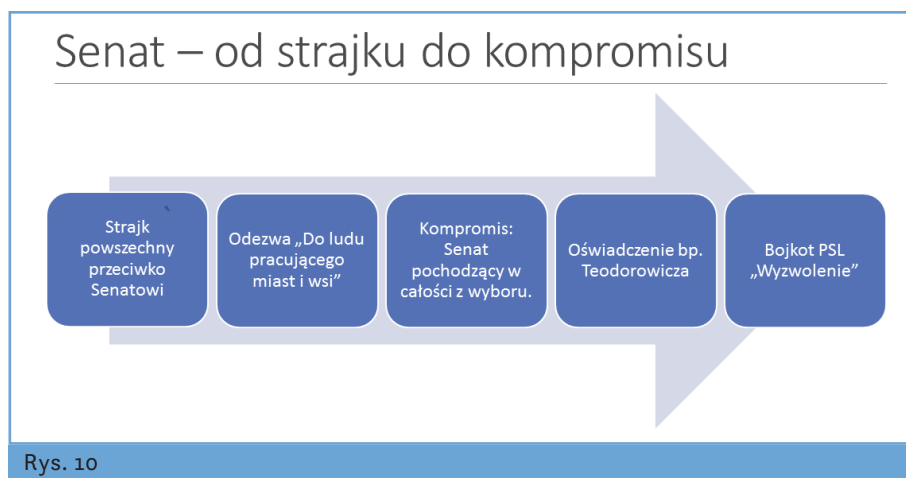 Senat – od strajku do kompromisu
Strajk
powszechny
przeciwko
Senatowi
Odezwa „Do ludu
pracującego
miast i wsi”
Kompromis:
Senat
pochodzący w
całości z wyboru.
Oświadczenie bp.
Teodorowicza
Bojkot PSL
„Wyzwolenie”
Rys. 10